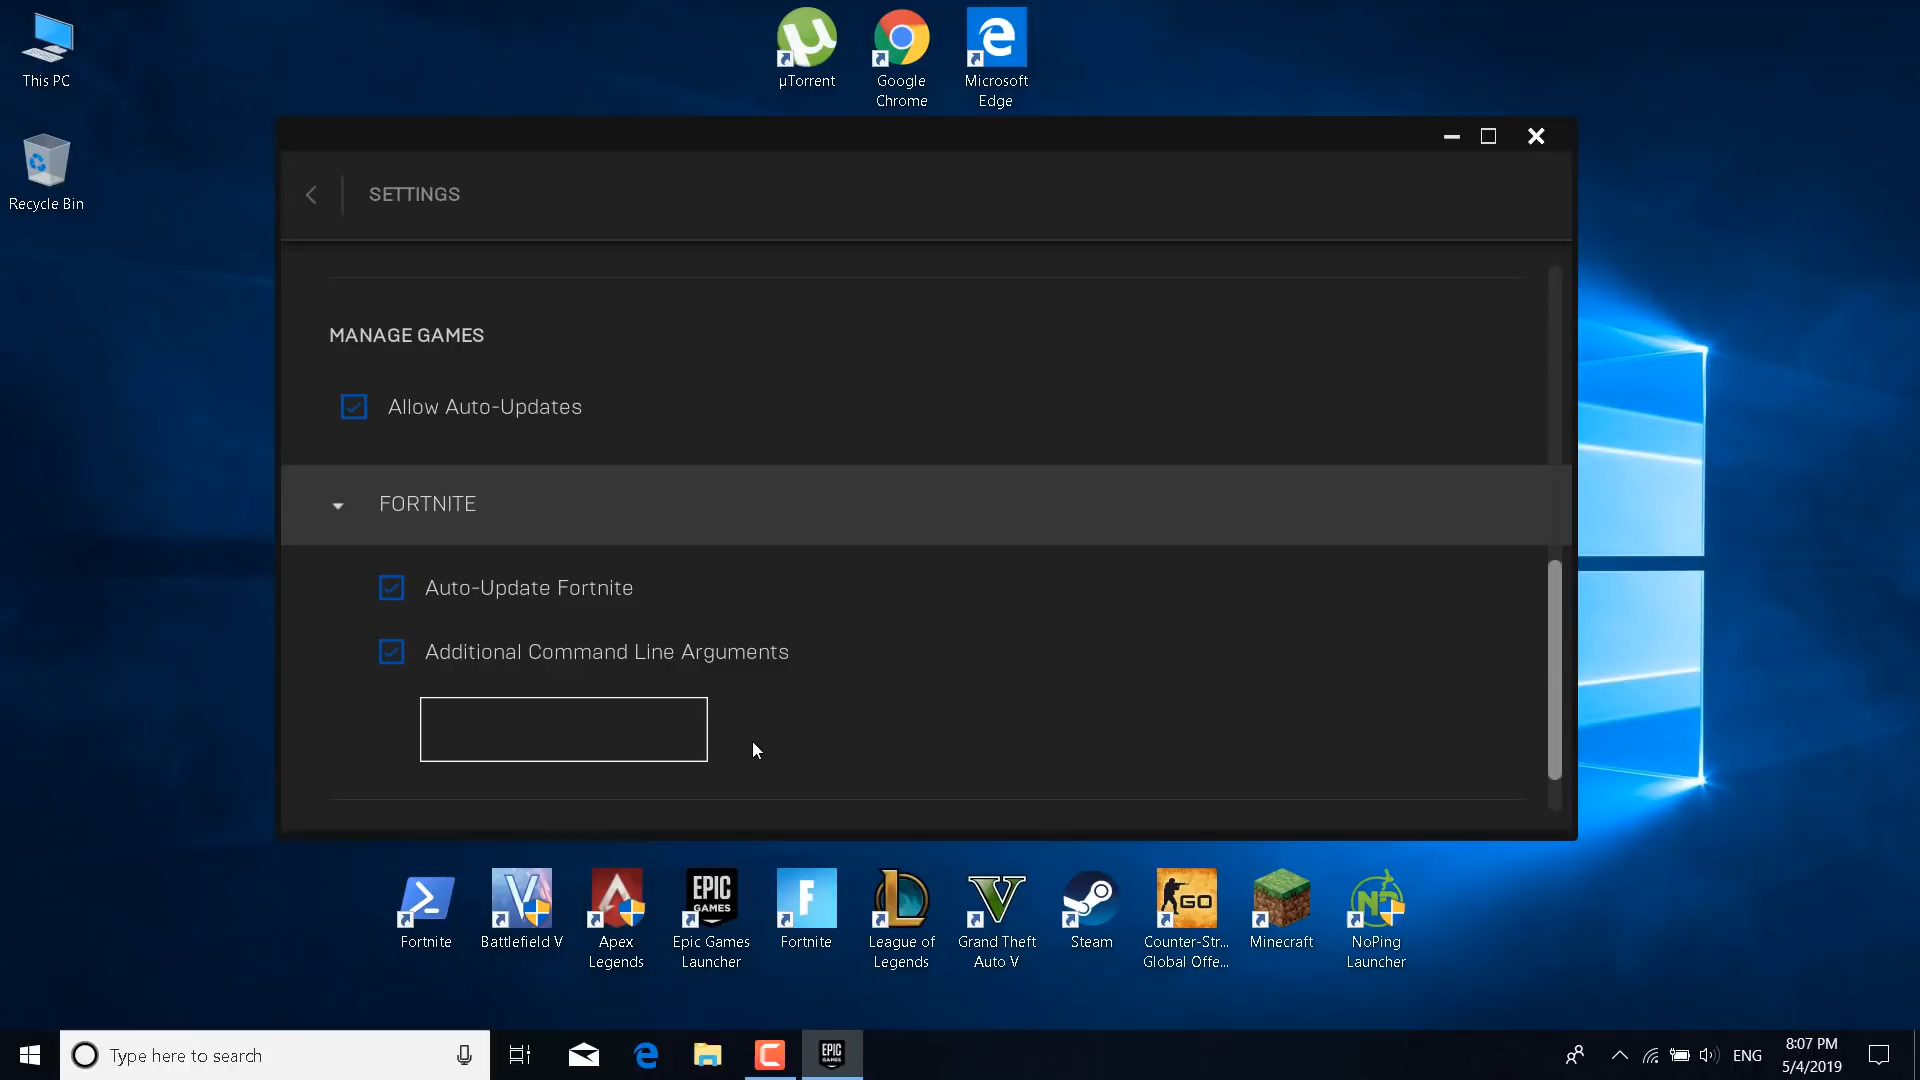 This PC
µTorrent
Google
Chrome
Microsoft
Edge
Recycle Bin
SETTINGS
MANAGE GAMES
Allow Auto-Updates
FORTNITE
Auto-Update Fortnite
Additional Command Line Arguments
EPIC
GAMES
GO
Fortnite
Battlefield V
Apex
Legends
Epic Games
Launcher
Fortnite
League of
Legends
Grand Theft
Auto V
Steam
Counter-Str...
Global Offe...
Minecraft
NoPing
Launcher
Type here to search
EPIC
GAMES
ENG
8:07 PM
5/4/2019